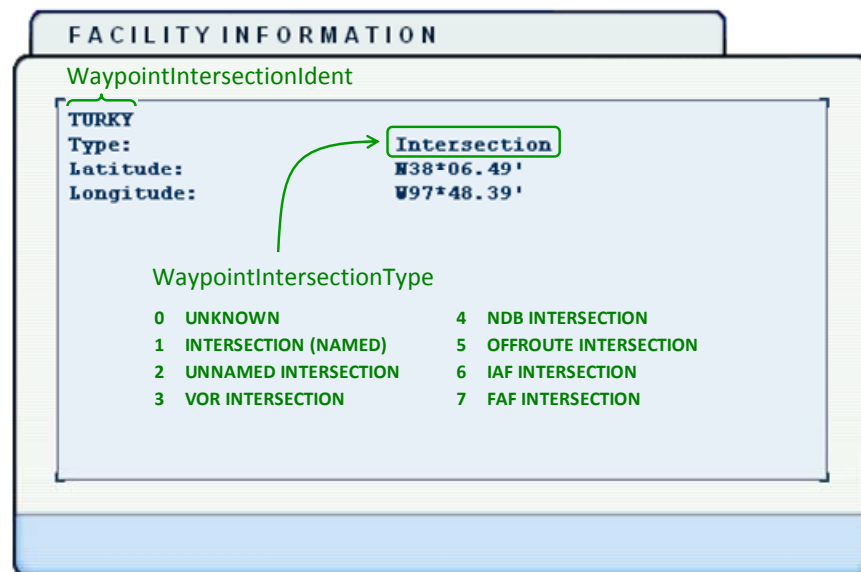 FACILITY INFORMATION
WaypointIntersectionIdent
TURKY
Type: Intersection
Latitude: N38*06.49'
Longitude: W97*48.39'
WaypointIntersectionType
0 UNKNOWN 4 NDB INTERSECTION
1 INTERSECTION (NAMED) 5 OFFROUTE INTERSECTION
2 UNNAMED INTERSECTION 6 IAF INTERSECTION
3 VOR INTERSECTION 7 FAF INTERSECTION